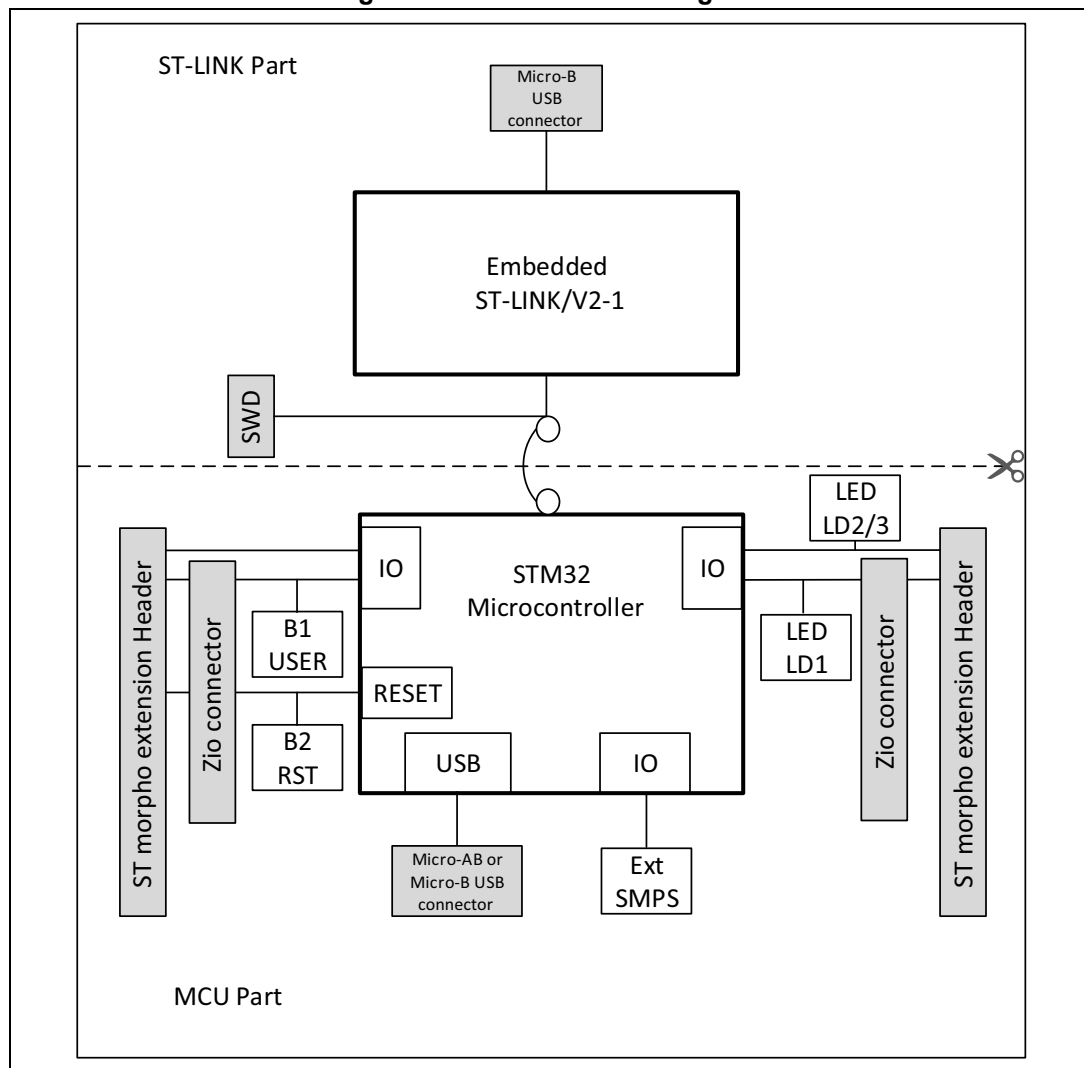 ST-LINK Part
Micro-B
USB
connector
Embedded
ST-LINK/V2-1
SWD
LED
LD2/3
ST morpho extension Header
Zio connector
IO
B1
USER
STM32
Microcontroller
IO
LED
LD1
Zio connector
ST morpho extension Header
RESET
B2
RST
USB
IO
Micro-AB or
Micro-B USB
connector
Ext
SMPS
MCU Part